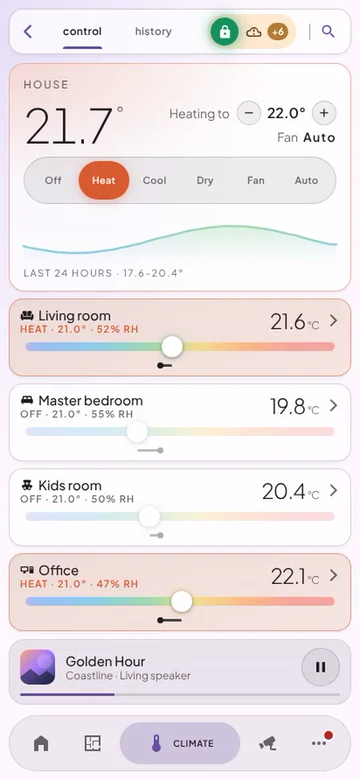 control history +6
HOUSE
21.7°
Heating to − 22.0° +
Fan Auto
Off Heat Cool Dry Fan Auto
LAST 24 HOURS · 17.6–20.4°
Living room
HEAT · 21.0° · 52% RH
21.6 °C
Master bedroom
OFF · 21.0° · 55% RH
19.8 °C
Kids room
OFF · 21.0° · 50% RH
20.4 °C
Office
HEAT · 21.0° · 47% RH
22.1 °C
Golden Hour
Coastline · Living speaker
CLIMATE